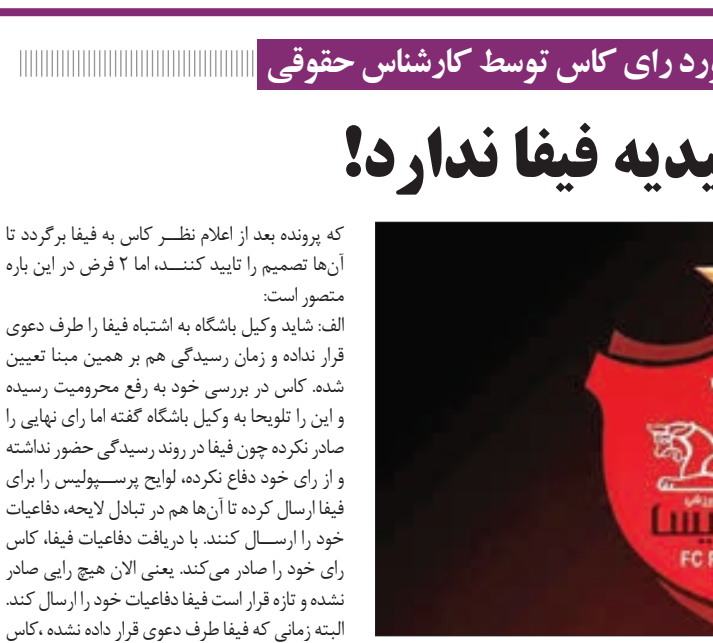 رای کاس توسط کارشناس حقوقی
فیفا ندارد!
که پرونده بعد از اعلام نظــر کاس به فیفا برگردد تا
آن‌ها تصمیم را تایید کننــد، اما ۲ فرض در این باره
متصور است:
الف: شاید وکیل باشگاه به اشتباه فیفا را طرف دعوی
قرار نداده و زمان رسیدگی هم بر همین مبنا تعیین
شده. کاس در بررسی خود به رفع محرومیت رسیده
و این را تلویحا به وکیل باشگاه گفته اما رای نهایی را
صادر نکرده چون فیفا در روند رسیدگی حضور نداشته
و از رای خود دفاع نکرده، لوایح پرســپولیس را برای
فیفا ارسال کرده تا آن‌ها هم در تبادل لایحه، دفاعیات
خود را ارســال کنند. با دریافت دفاعیات فیفا، کاس
رای خود را صادر می‌کند. یعنی الان هیچ رایی صادر
نشده و تازه قرار است فیفا دفاعیات خود را ارسال کند.
البته زمانی که فیفا طرف دعوی قرار داده نشده ،کاس
FC